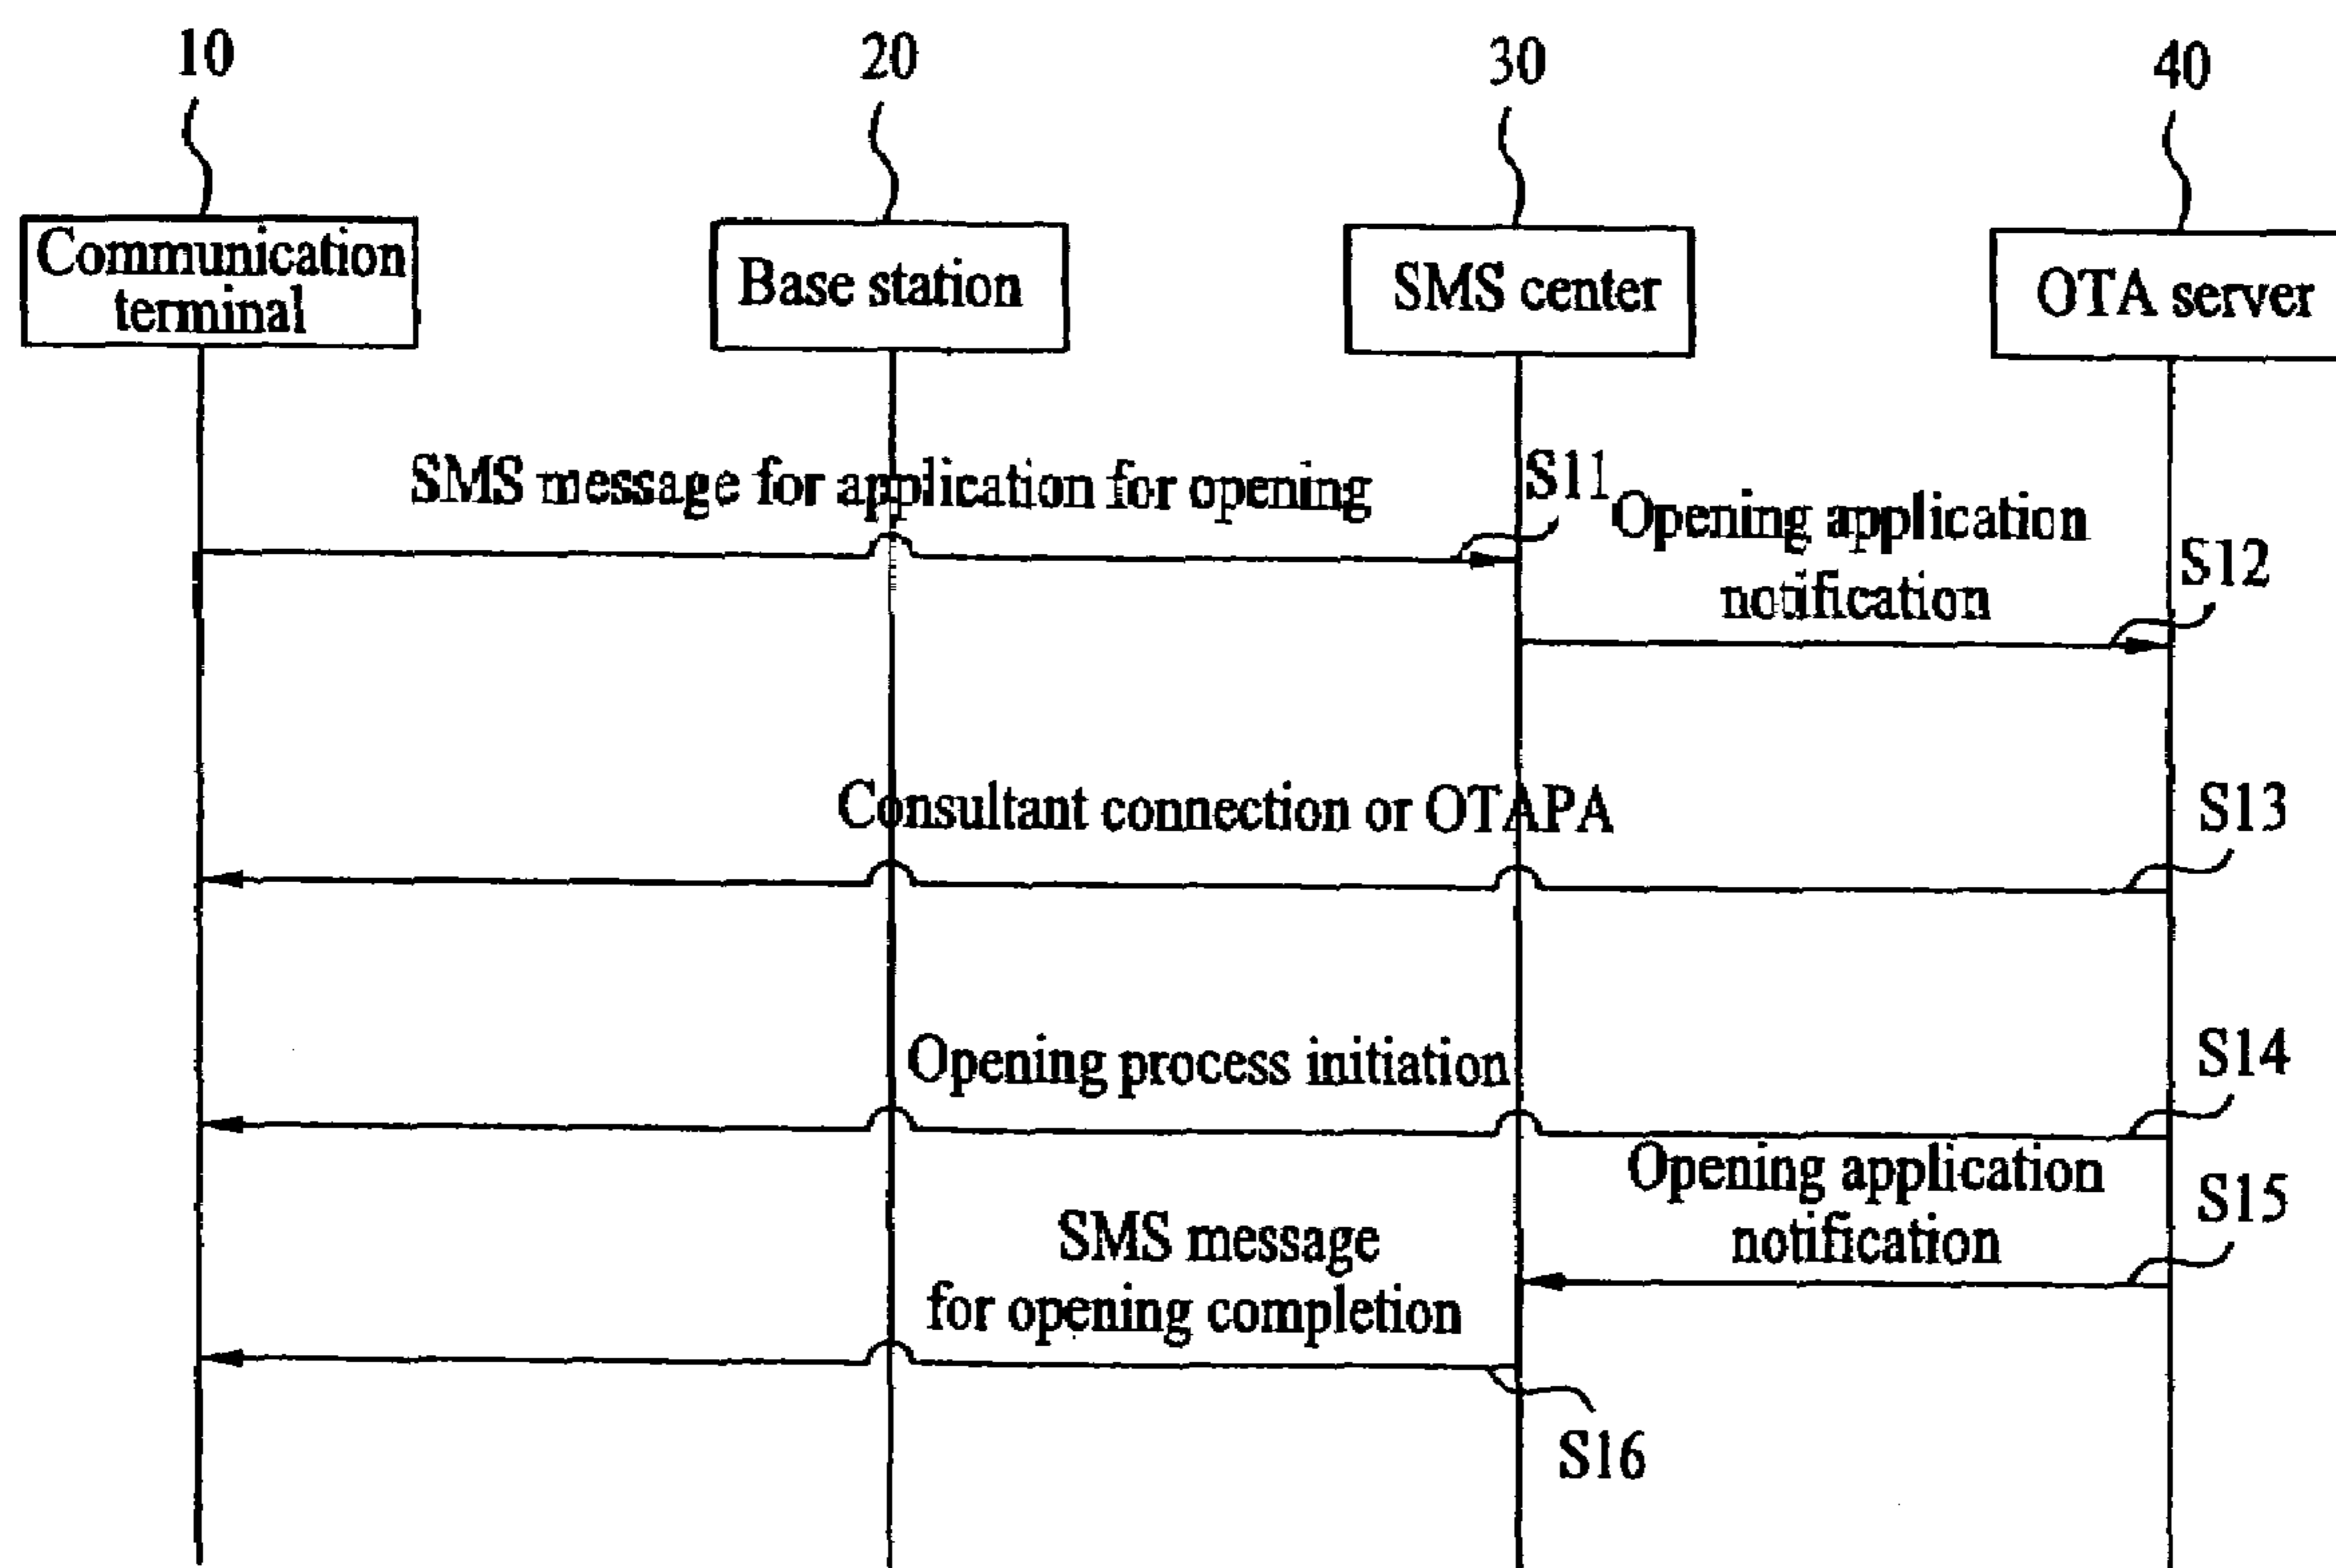 10
20
30
40
Communication
terminal
Base station
SMS center
OTA server
SMS message for application for opening
S11
Opening application
notification
S12
Consultant connection or OTAPA
S13
Opening process initiation
S14
Opening application
notification
S15
SMS message
for opening completion
S16